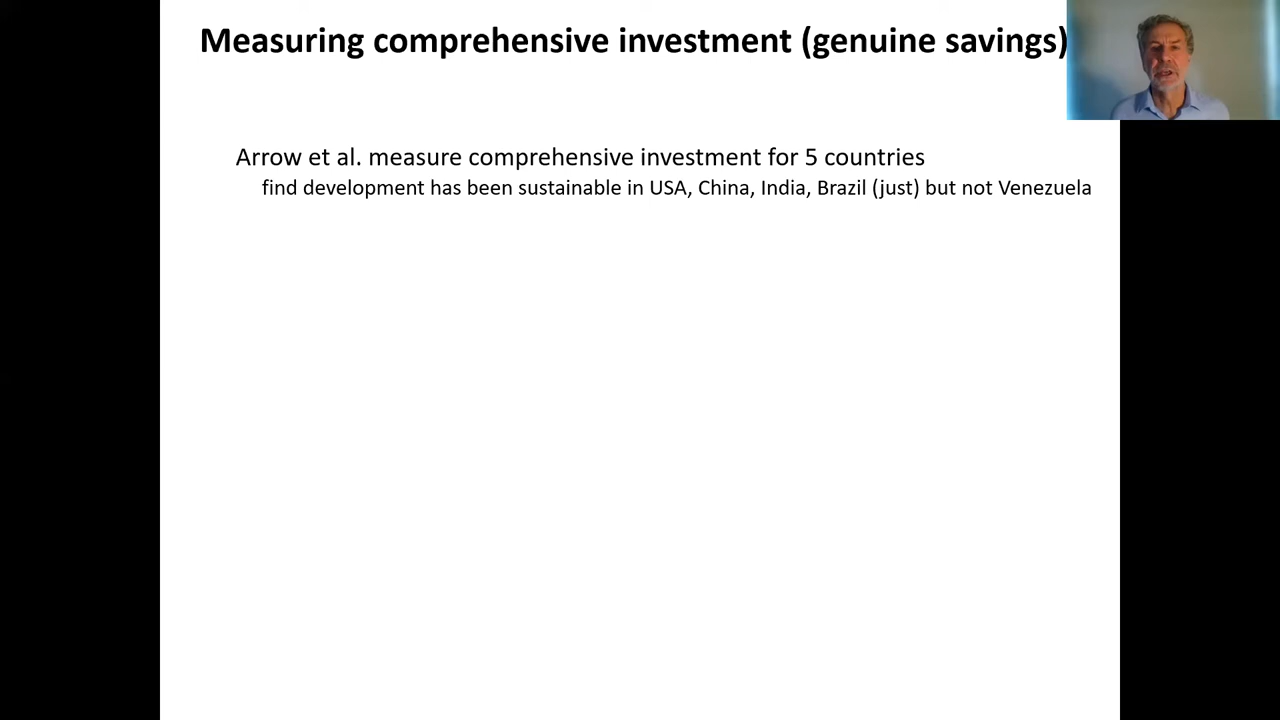 Measuring comprehensive investment (genuine savings)
Arrow et al. measure comprehensive investment for 5 countries
find development has been sustainable in USA, China, India, Brazil (just) but not Venezuela